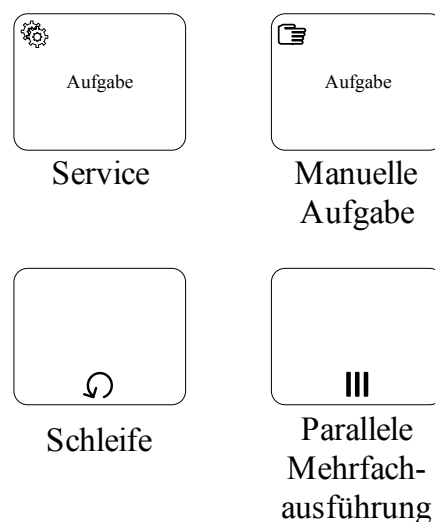 Aufgabe
Aufgabe
Service
Manuelle
Aufgabe
Schleife
Parallele
Mehrfach-
ausführung